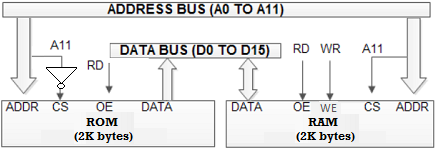 ADDRESS BUS (A0 TO A11)
A11 DATA BUS (D0 TO D15) RD WR A11
RD
ADDR CS OE DATA DATA OE WE CS ADDR
ROM RAM
(2K bytes) (2K bytes)